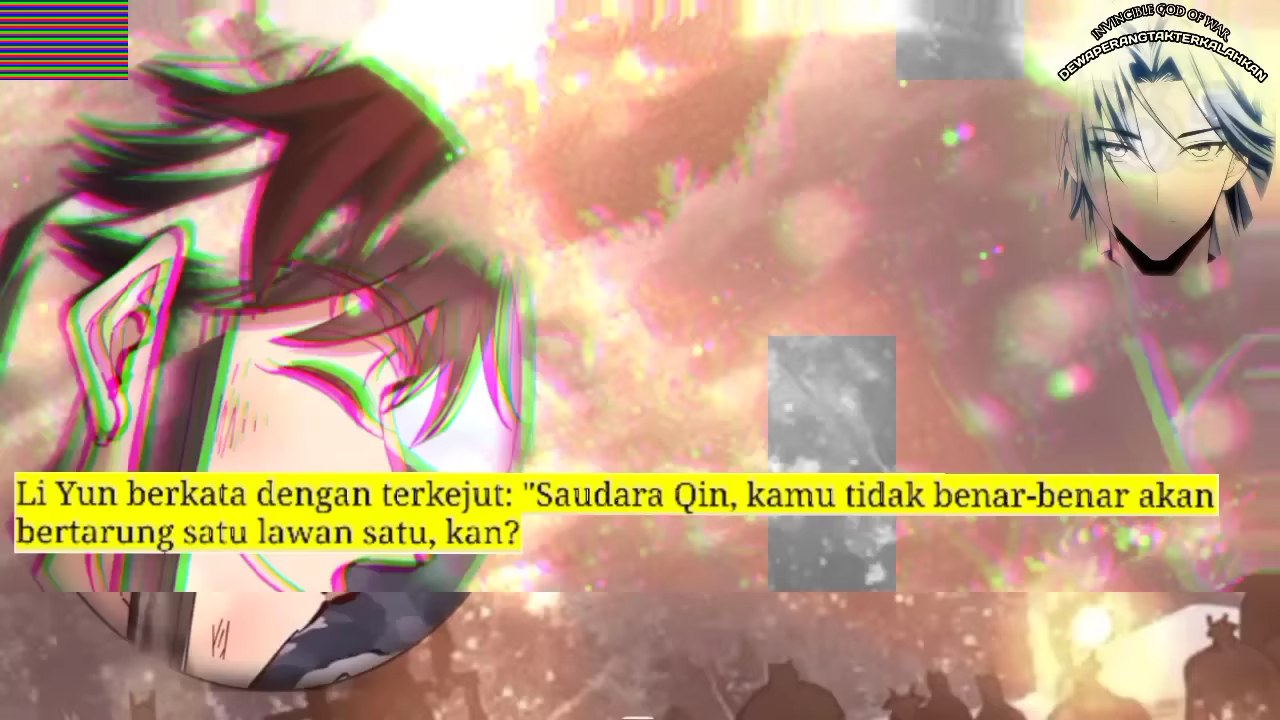 INVINCIBLE GOD OF WAR
DEWAPERANGTAKTERKALAHKAN
Li Yun berkata dengan terkejut: "Saudara Qin, kamu tidak benar-benar akan
bertarung satu lawan satu, kan?